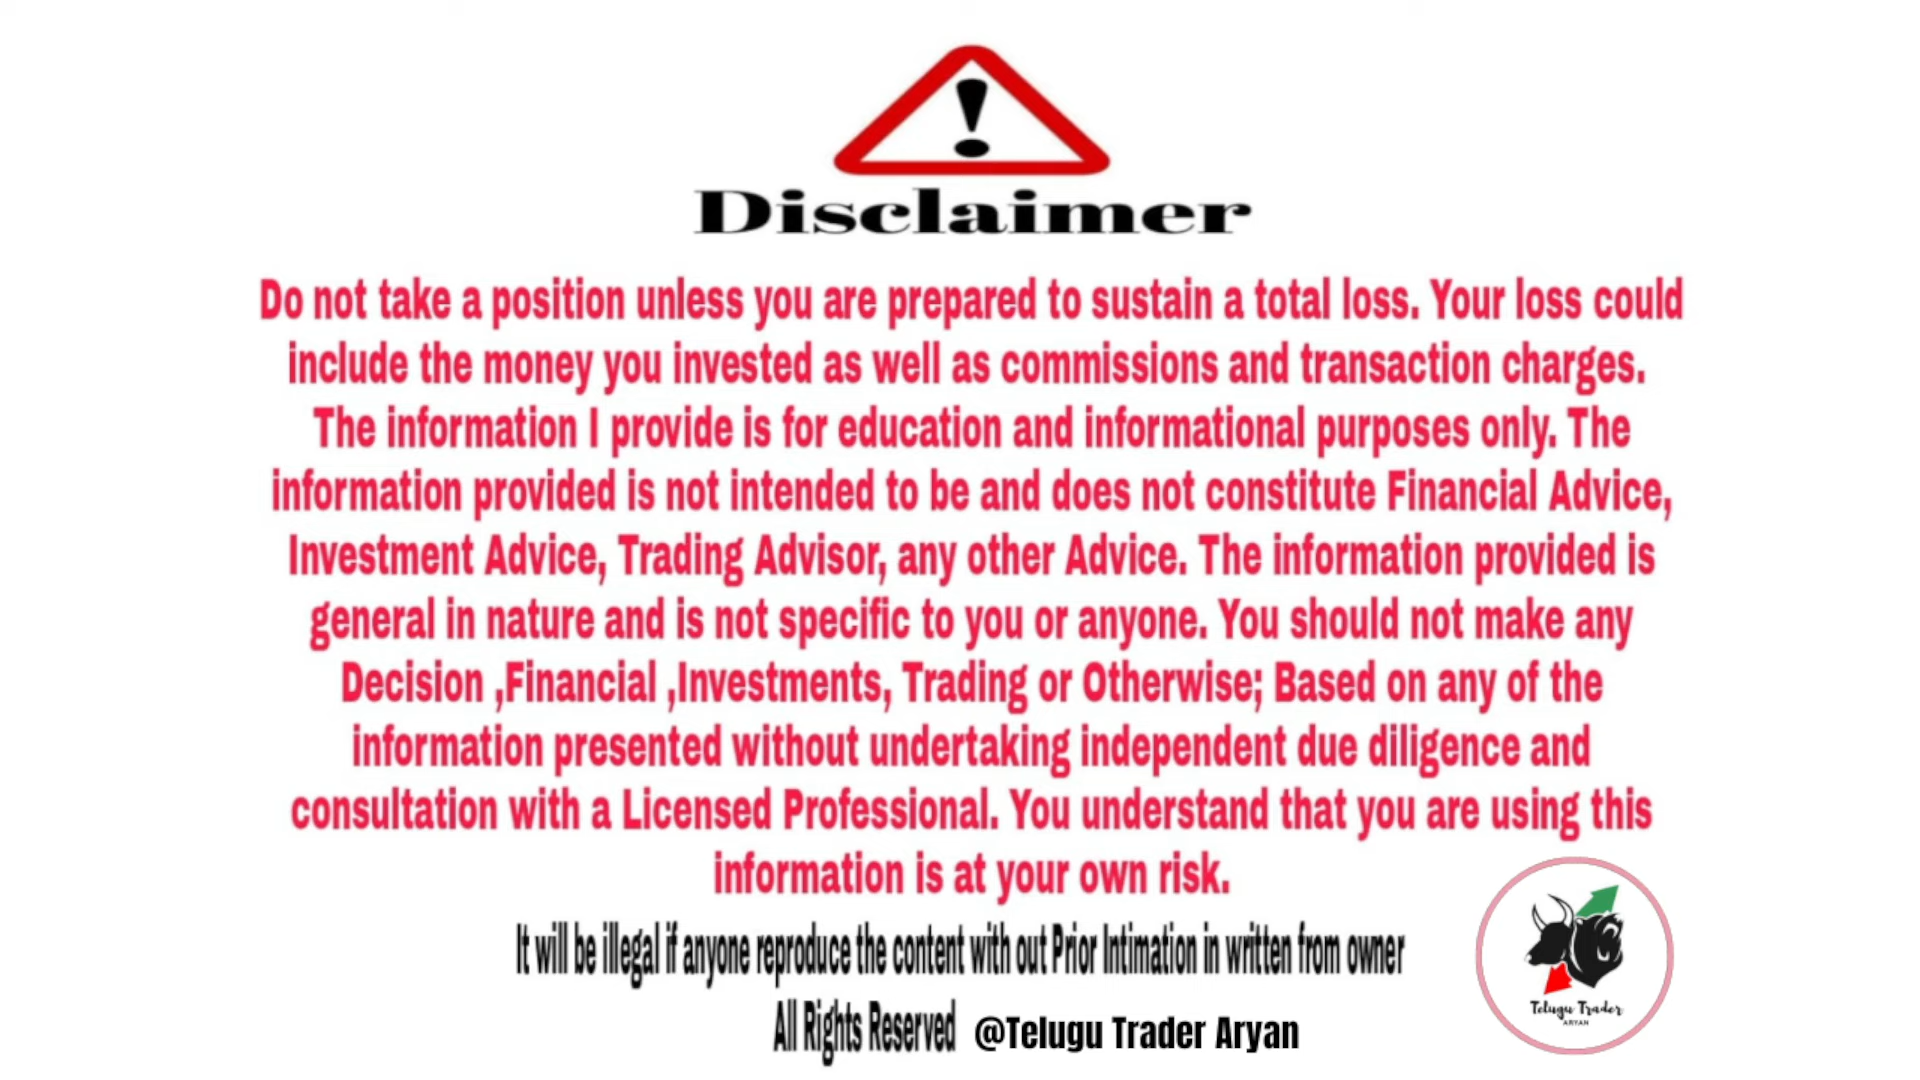 Disclaimer
Do not take a position unless you are prepared to sustain a total loss. Your loss could
include the money you invested as well as commissions and transaction charges.
The information I provide is for education and informational purposes only. The
information provided is not intended to be and does not constitute Financial Advice,
Investment Advice, Trading Advisor, any other Advice. The information provided is
general in nature and is not specific to you or anyone. You should not make any
Decision ,Financial ,Investments, Trading or Otherwise; Based on any of the
information presented without undertaking independent due diligence and
consultation with a Licensed Professional. You understand that you are using this
information is at your own risk.
It will be illegal if anyone reproduce the content with out Prior Intimation in written from owner
All Rights Reserved @Telugu Trader Aryan
Telugu Trader
ARYAN